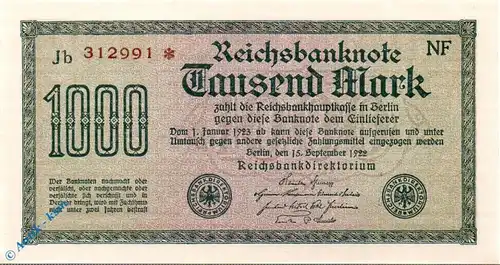 Jb 312991 *
Reichsbanknote
NF
Tausend Mark
1000
zahlt die Reichsbankhauptkasse in Berlin
gegen diese Banknote dem Einlieferer
Vom 1. Januar 1923 ab kann diese Banknote aufgerufen und unter
Umtausch gegen andere gesetzliche Zahlungsmittel eingezogen werden
Berlin, den 15. September 1922
Reichsbankdirektorium
Wer Banknoten nachmacht oder
verfälscht, oder nachgemachte oder
verfälschte sich verschafft und in
Verkehr bringt, wird mit Zuchthaus
nicht unter zwei Jahren bestraft